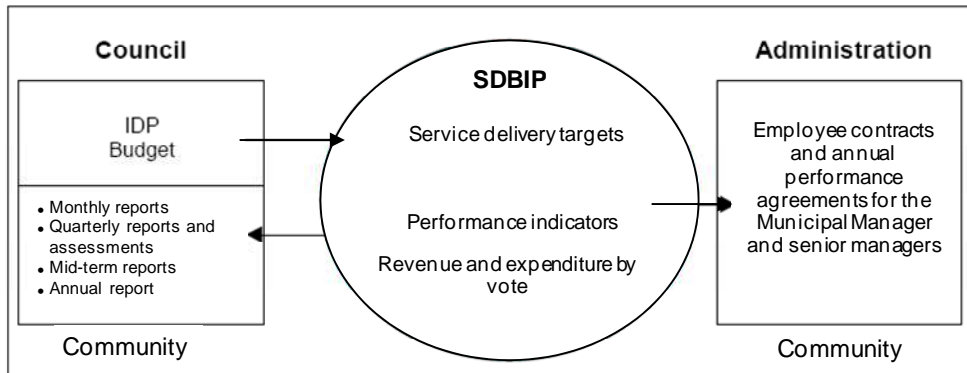 Council
IDP
Budget
• Monthly reports
• Quarterly reports and
assessments
• Mid-term reports
• Annual report
Community
SDBIP
Service delivery targets
Performance indicators
Revenue and expenditure by
vote
Administration
Employee contracts
and annual
performance
agreements for the
Municipal Manager
and senior managers
Community